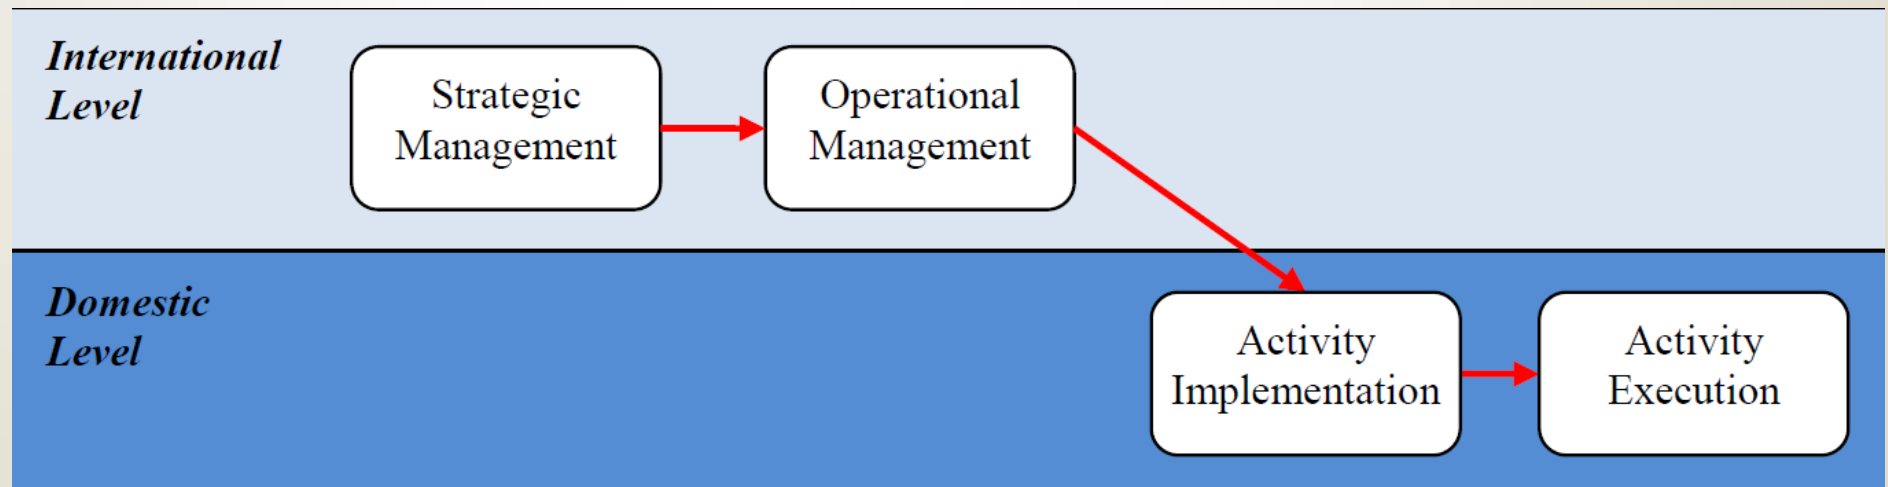 International
Level
Strategic
Management
Operational
Management
Domestic
Level
Activity
Implementation
Activity
Execution